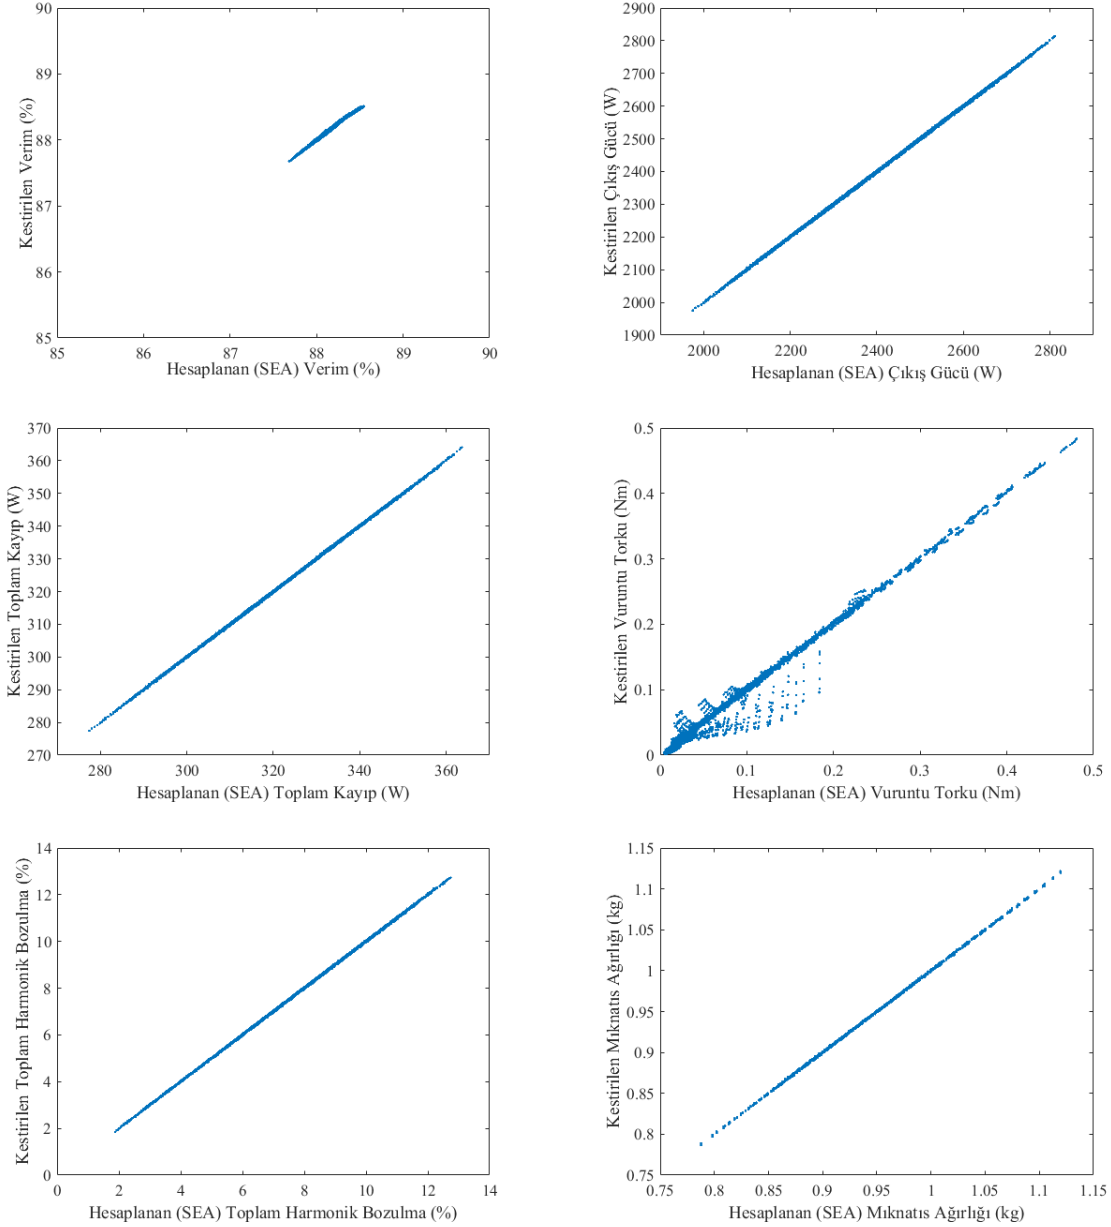 90
89
88
87
86
85
Kestirilen Verim (%)
85 86 87 88 89 90
Hesaplanan (SEA) Verim (%)
2900
2800
2700
2600
2500
2400
2300
2200
2100
2000
1900
Kestirilen Çıkış Gücü (W)
2000 2200 2400 2600 2800
Hesaplanan (SEA) Çıkış Gücü (W)
370
360
350
340
330
320
310
300
290
280
270
Kestirilen Toplam Kayıp (W)
280 300 320 340 360
Hesaplanan (SEA) Toplam Kayıp (W)
0.5
0.4
0.3
0.2
0.1
0
Kestirilen Vuruntu Torku (Nm)
0 0.1 0.2 0.3 0.4 0.5
Hesaplanan (SEA) Vuruntu Torku (Nm)
14
12
10
8
6
4
2
0
Kestirilen Toplam Harmonik Bozulma (%)
0 2 4 6 8 10 12 14
Hesaplanan (SEA) Toplam Harmonik Bozulma (%)
1.15
1.1
1.05
1
0.95
0.9
0.85
0.8
0.75
Kestirilen Mıknatıs Ağırlığı (kg)
0.75 0.8 0.85 0.9 0.95 1 1.05 1.1 1.15
Hesaplanan (SEA) Mıknatıs Ağırlığı (kg)